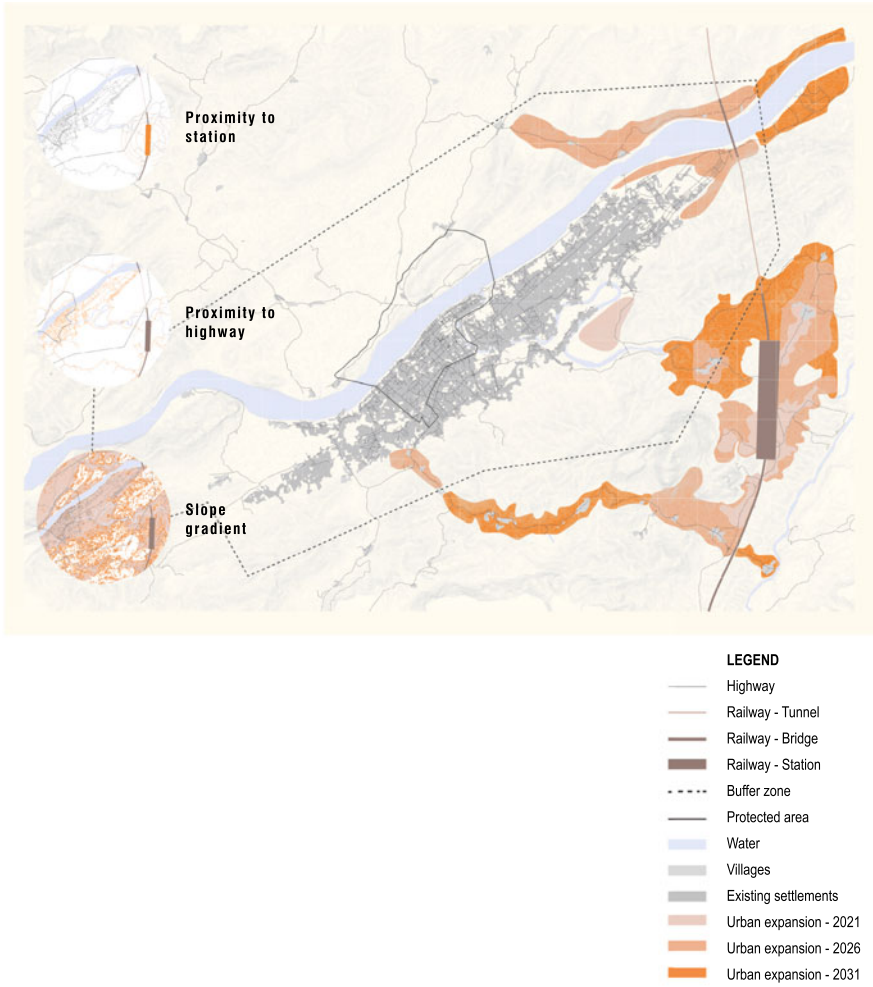 Proximity to
station
Proximity to
highway
Slope
gradient
LEGEND
Highway
Railway - Tunnel
Railway - Bridge
Railway - Station
Buffer zone
Protected area
Water
Villages
Existing settlements
Urban expansion - 2021
Urban expansion - 2026
Urban expansion - 2031